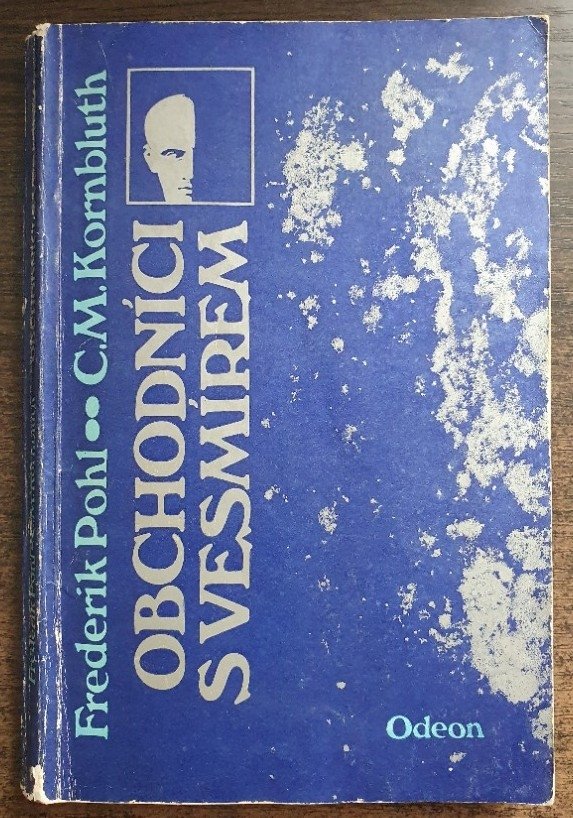 Frederik Pohl •• C.M. Kornbluth
OBCHODNÍCI
S VESMÍREM
Odeon